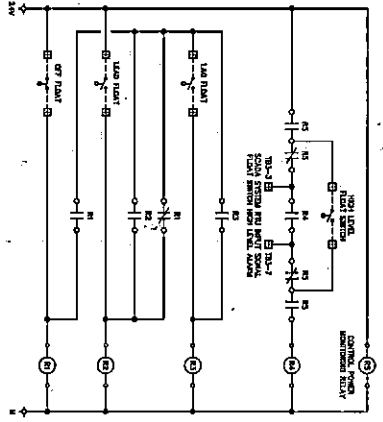 R5
CONTROL POWER
MONITORING RELAY
HIGH LEVEL
FLOAT SWITCH
R5 R5 R4 R5 R5 R4
TB3-3 TB3-7
SCADA SYSTEM RTU INPUT SIGNAL
FLOAT SWITCH HIGH LEVEL ALARM
R3
LAG FLOAT R3
R1
R2
LEAD FLOAT R2
R1
OFF FLOAT R1
24V N